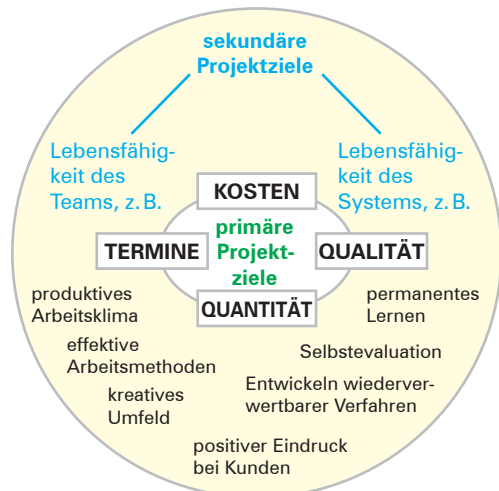 sekundäre
Projektziele
Lebensfähig-
keit des
Teams, z. B.
Lebensfähig-
keit des
Systems, z. B.
KOSTEN
primäre
Projekt-
ziele
TERMINE
QUALITÄT
QUANTITÄT
produktives
Arbeitsklima
permanentes
Lernen
effektive
Arbeitsmethoden
Selbstevaluation
kreatives
Umfeld
Entwickeln wiederver-
wertbarer Verfahren
positiver Eindruck
bei Kunden